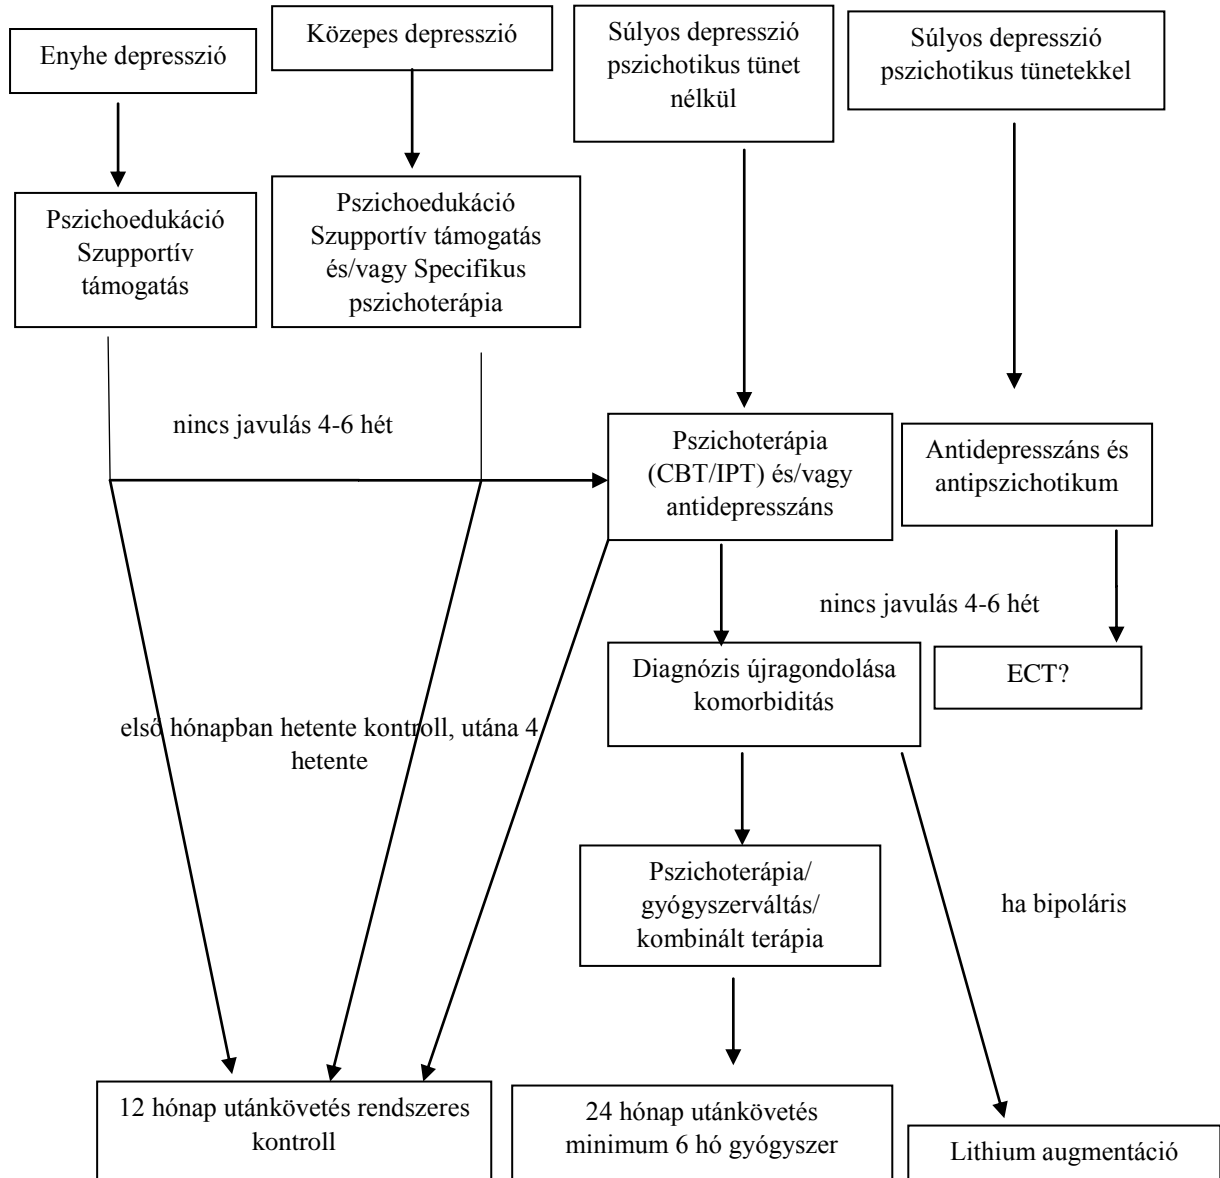 Enyhe depresszió
Közepes depresszió
Súlyos depresszió
pszichotikus tünet
nélkül
Súlyos depresszió
pszichotikus tünetekkel
Pszichoedukáció
Szupportív
támogatás
Pszichoedukáció
Szupportív támogatás
és/vagy Specifikus
pszichoterápia
nincs javulás 4-6 hét
Pszichoterápia
(CBT/IPT) és/vagy
antidepresszáns
Antidepresszáns és
antipszichotikum
nincs javulás 4-6 hét
Diagnózis újragondolása
komorbiditás
ECT?
első hónapban hetente kontroll, utána 4
hetente
Pszichoterápia/
gyógyszerváltás/
kombinált terápia
ha bipoláris
12 hónap utánkövetés rendszeres
kontroll
24 hónap utánkövetés
minimum 6 hó gyógyszer
Lithium augmentáció